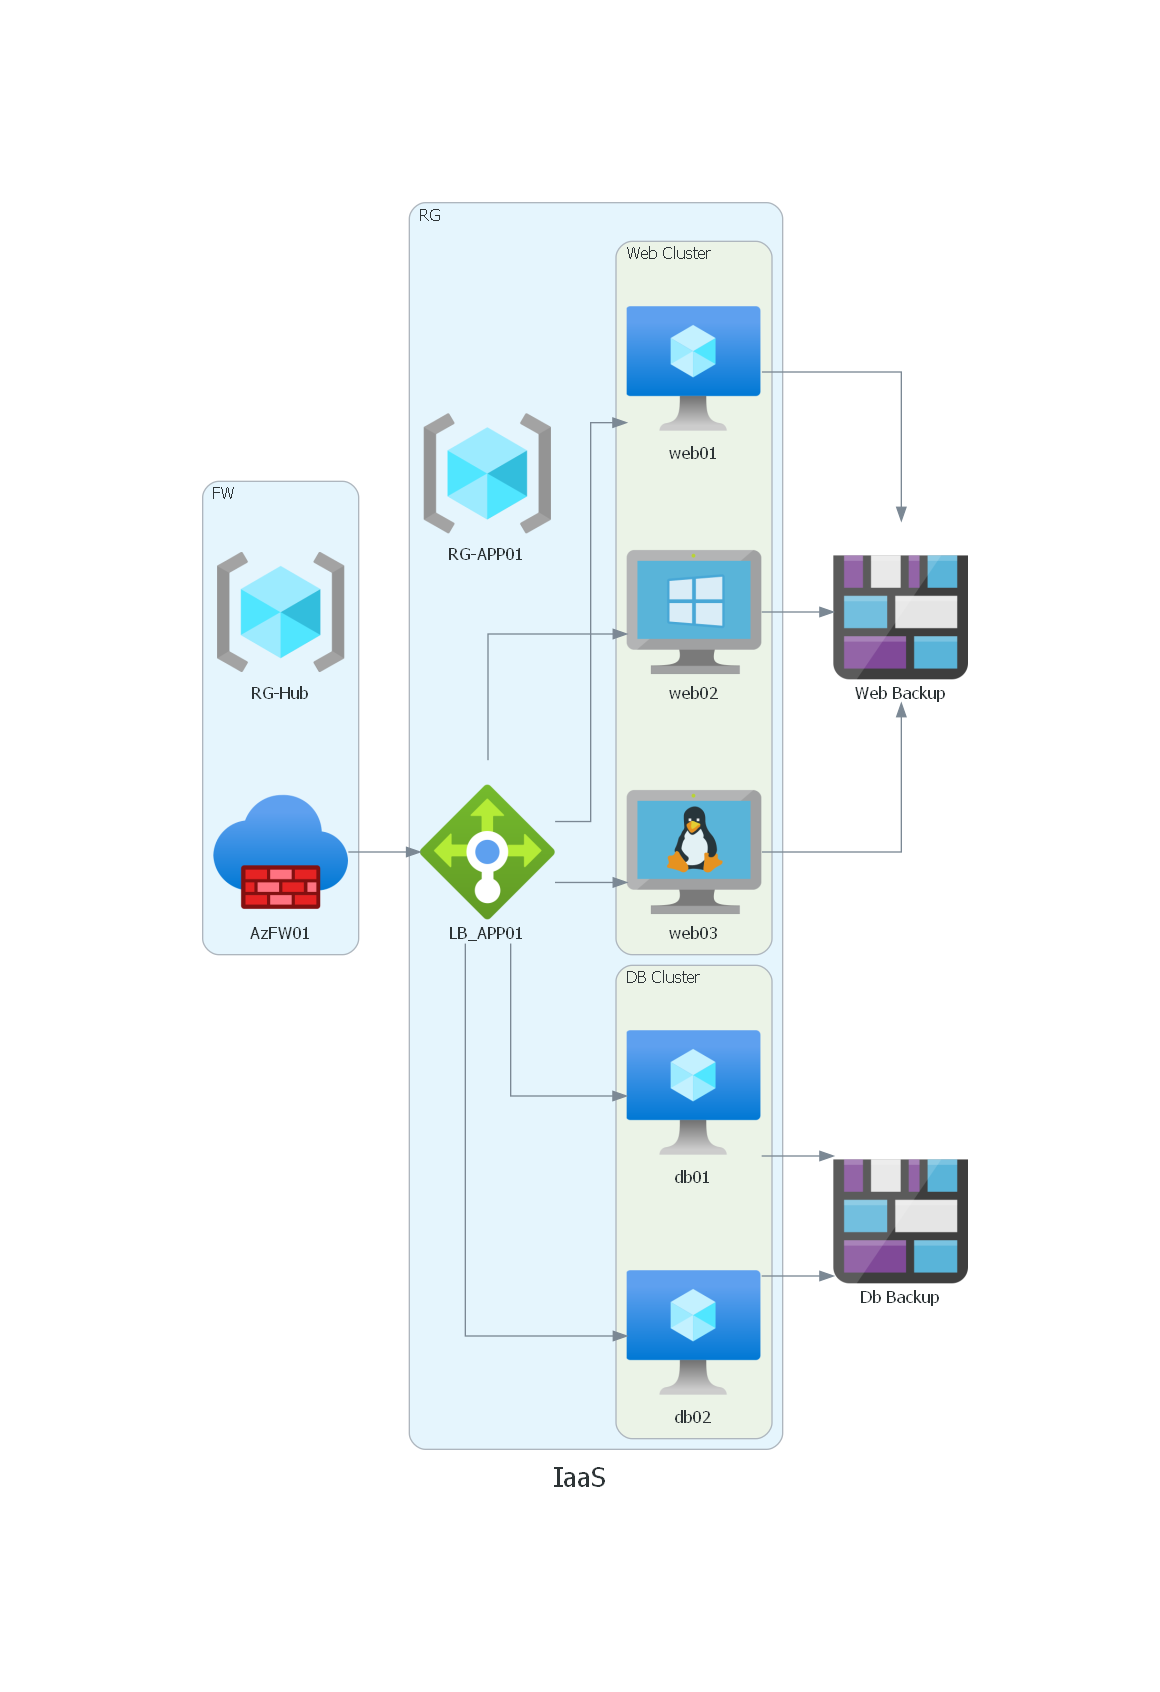 RG
Web Cluster
web01
RG-APP01
FW
RG-Hub
web02
Web Backup
AzFW01
LB_APP01
web03
DB Cluster
db01
Db Backup
db02
IaaS